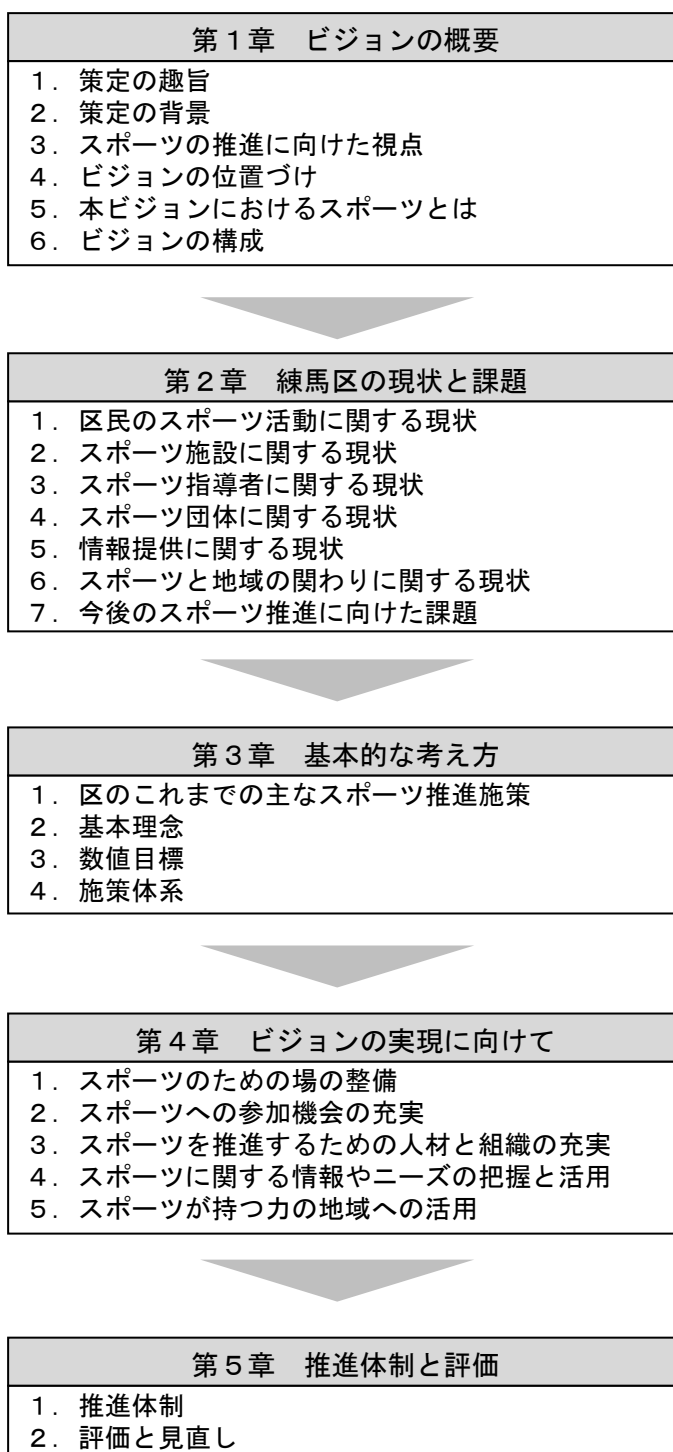 第１章　ビジョンの概要
１．策定の趣旨
２．策定の背景
３．スポーツの推進に向けた視点
４．ビジョンの位置づけ
５．本ビジョンにおけるスポーツとは
６．ビジョンの構成
第２章　練馬区の現状と課題
１．区民のスポーツ活動に関する現状
２．スポーツ施設に関する現状
３．スポーツ指導者に関する現状
４．スポーツ団体に関する現状
５．情報提供に関する現状
６．スポーツと地域の関わりに関する現状
７．今後のスポーツ推進に向けた課題
第３章　基本的な考え方
１．区のこれまでの主なスポーツ推進施策
２．基本理念
３．数値目標
４．施策体系
第４章　ビジョンの実現に向けて
１．スポーツのための場の整備
２．スポーツへの参加機会の充実
３．スポーツを推進するための人材と組織の充実
４．スポーツに関する情報やニーズの把握と活用
５．スポーツが持つ力の地域への活用
第５章　推進体制と評価
１．推進体制
２．評価と見直し